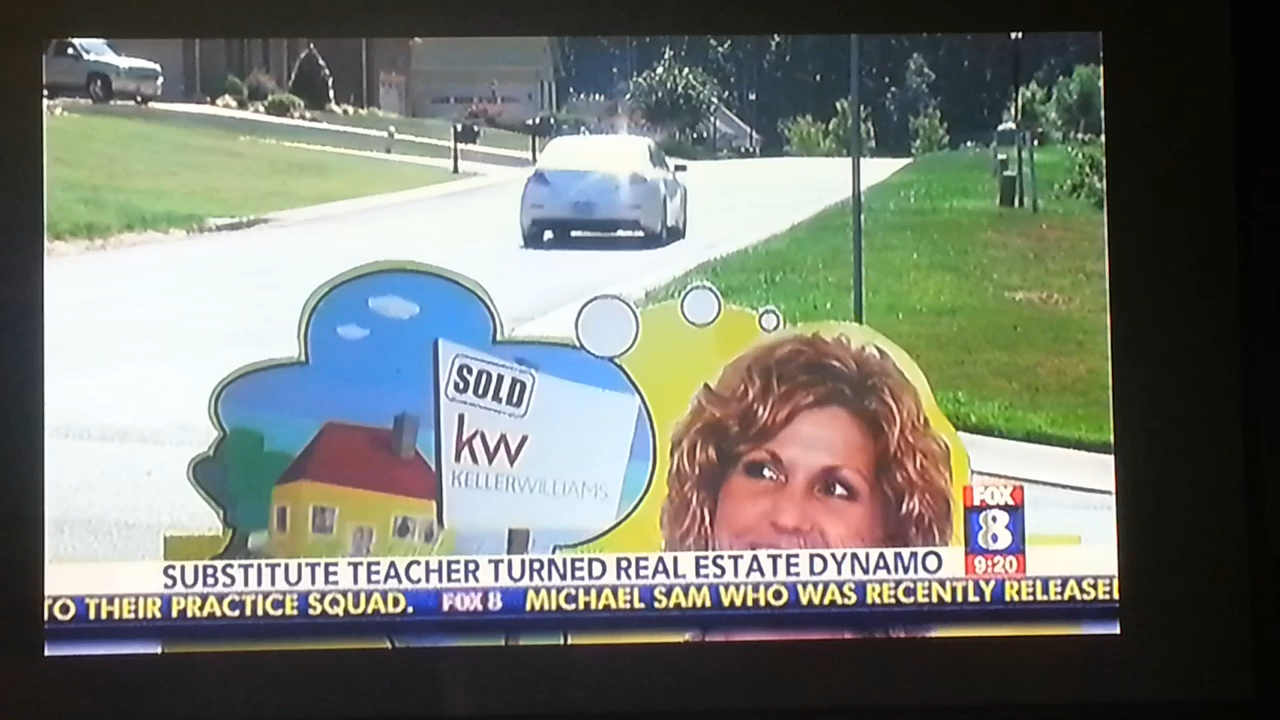 SOLD
kw
KELLERWILLIAMS
FOX
8
9:20
SUBSTITUTE TEACHER TURNED REAL ESTATE DYNAMO
TO THEIR PRACTICE SQUAD. FOX 8 MICHAEL SAM WHO WAS RECENTLY RELEASE